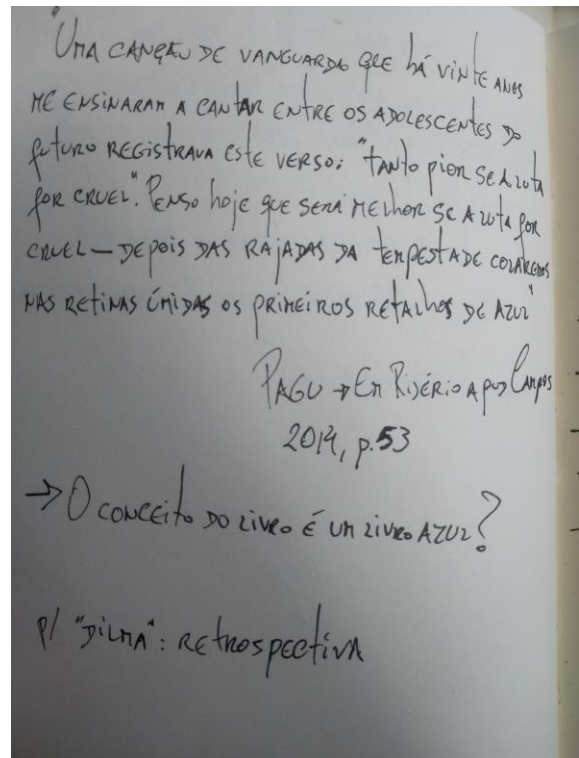 "Uma canção de vanguarda que há vinte anos
me ensinaram a cantar entre os adolescentes do
futuro registrava este verso: "tanto pior se a luta
for cruel". Penso hoje que será melhor se a luta for
cruel — depois das rajadas da tempestade colaremos
nas retinas úmidas os primeiros retalhos de azul"
Pagu → Em Risério apud Campos
2014, p.53
→ O conceito do livro é um livro azul?
p/ "Dilma": retrospectiva